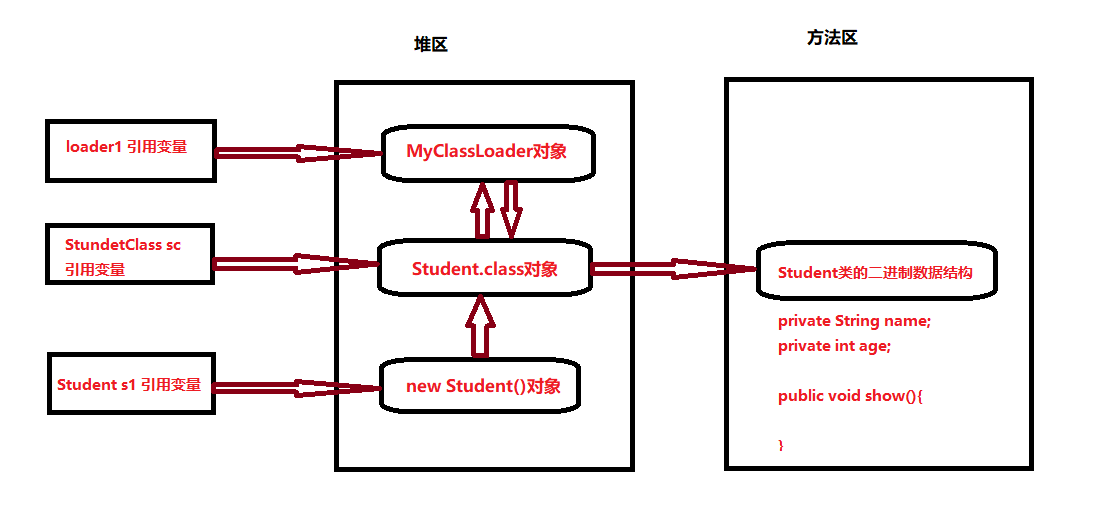 堆区
方法区
loader1 引用变量
MyClassLoader对象
StundetClass sc
引用变量
Student.class对象
Student类的二进制数据结构
private String name;
private int age;
public void show(){
}
Student s1 引用变量
new Student()对象